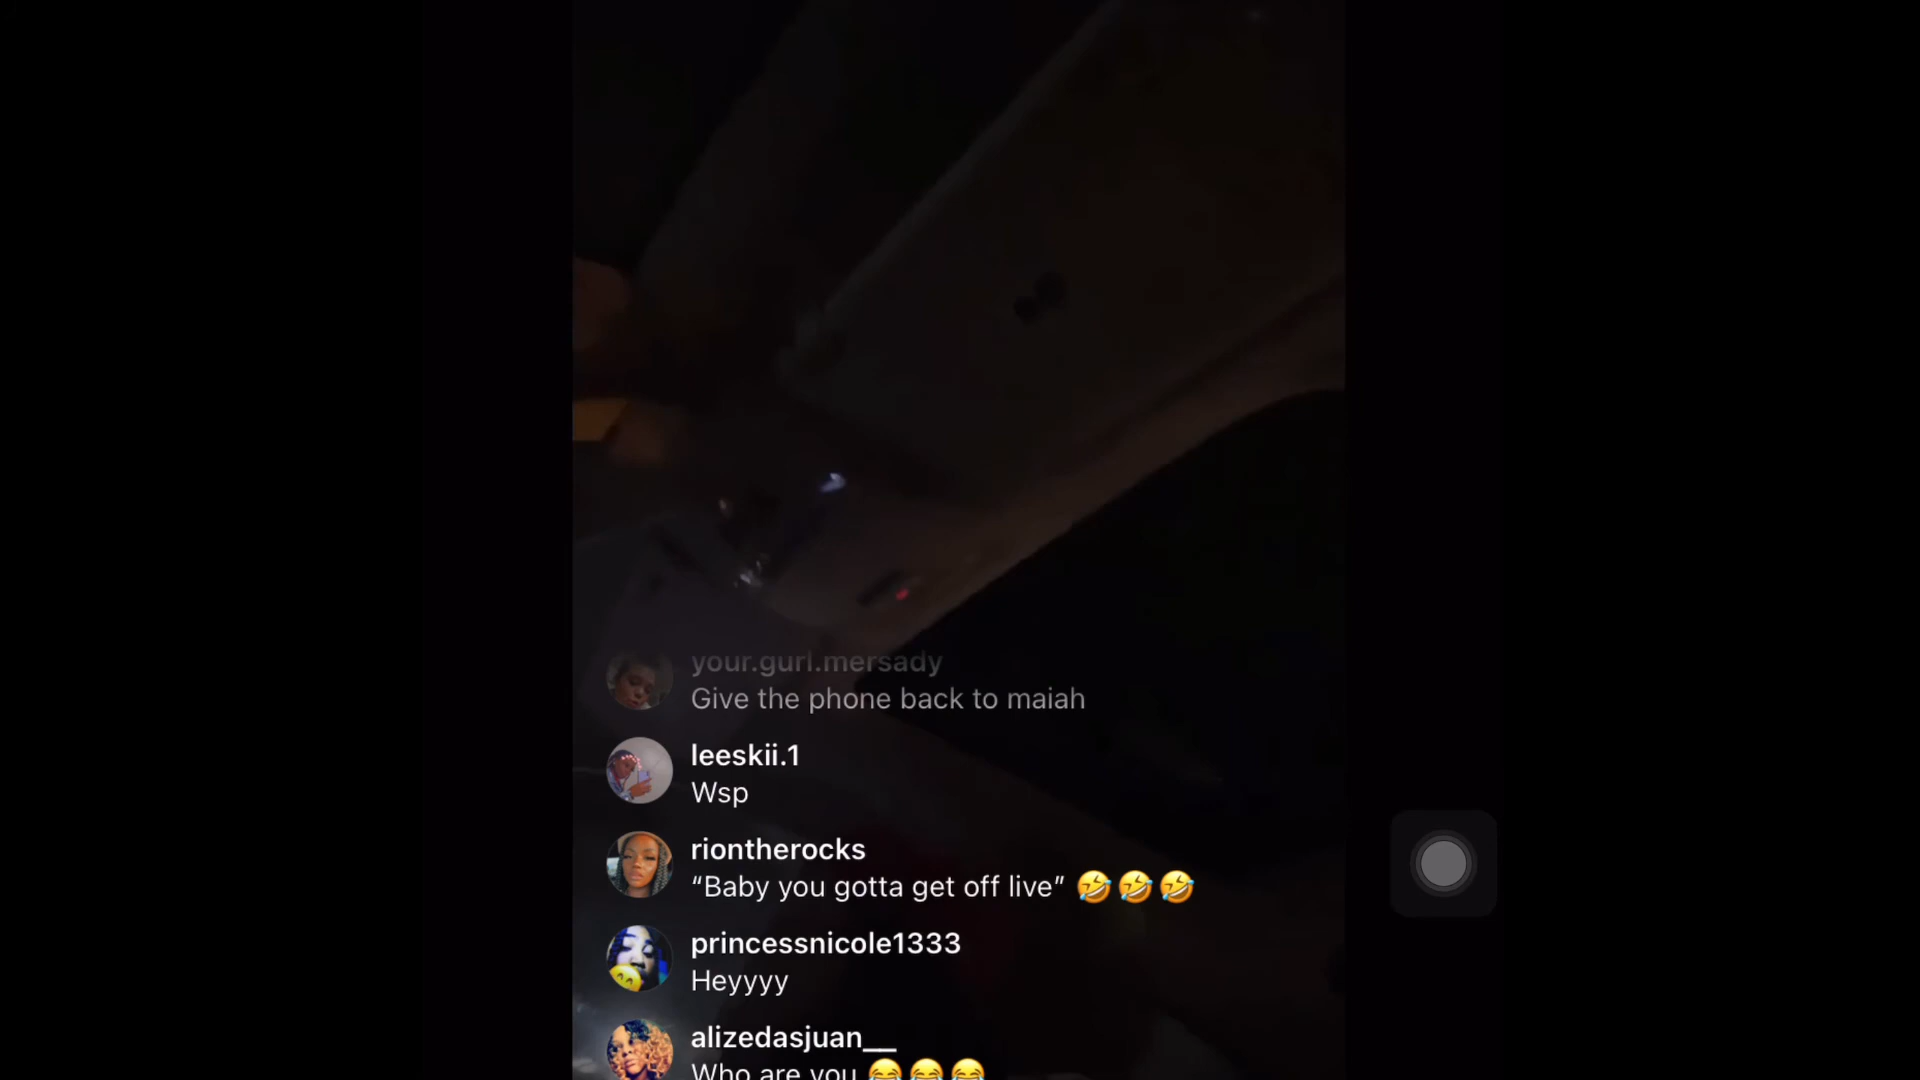 your.gurl.mersady
Give the phone back to maiah
leeskii.1
Wsp
riontherocks
“Baby you gotta get off live” 🤣🤣🤣
princessnicole1333
Heyyyy
alizedasjuan__
Who are you 😂😂😂